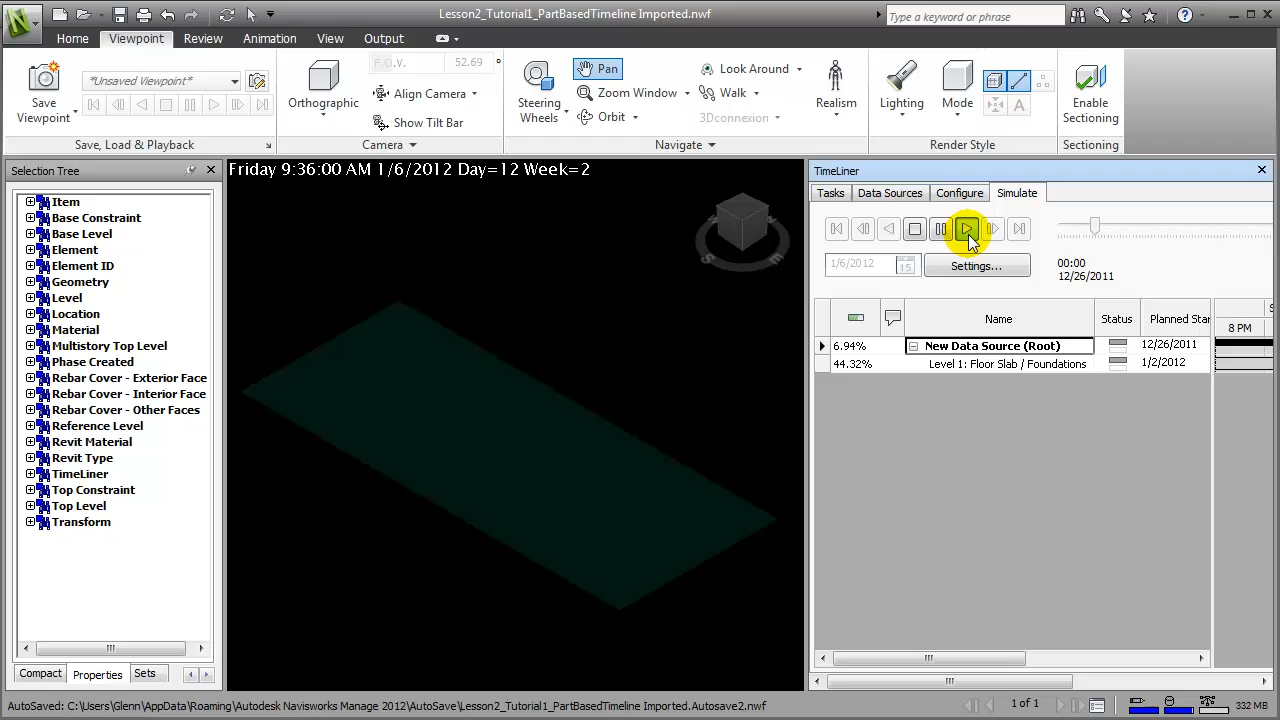 Lesson2_Tutorial1_PartBasedTimeline Imported.nwf
Type a keyword or phrase
Home Viewpoint Review Animation View Output
*Unsaved Viewpoint*
Save Viewpoint
Save, Load & Playback
Orthographic
F.O.V. 52.69
Align Camera
Show Tilt Bar
Camera
Steering Wheels
Pan
Zoom Window
Orbit
Look Around
Walk
3Dconnexion
Realism
Navigate
Lighting
Mode
Render Style
Enable Sectioning
Sectioning
Selection Tree
Item
Base Constraint
Base Level
Element
Element ID
Geometry
Level
Location
Material
Multistory Top Level
Phase Created
Rebar Cover - Exterior Face
Rebar Cover - Interior Face
Rebar Cover - Other Faces
Reference Level
Revit Material
Revit Type
TimeLiner
Top Constraint
Top Level
Transform
Compact Properties Sets
Friday 9:36:00 AM 1/6/2012 Day=12 Week=2
S E
TimeLiner
Tasks Data Sources Configure Simulate
1/6/2012 15 Settings...
00:00
12/26/2011
Name Status Planned Star
8 PM
6.94% New Data Source (Root) 12/26/2011
44.32% Level 1: Floor Slab / Foundations 1/2/2012
AutoSaved: C:\Users\Glenn\AppData\Roaming\Autodesk Navisworks Manage 2012\AutoSave\Lesson2_Tutorial1_PartBasedTimeline Imported.Autosave2.nwf
1 of 1
332 MB